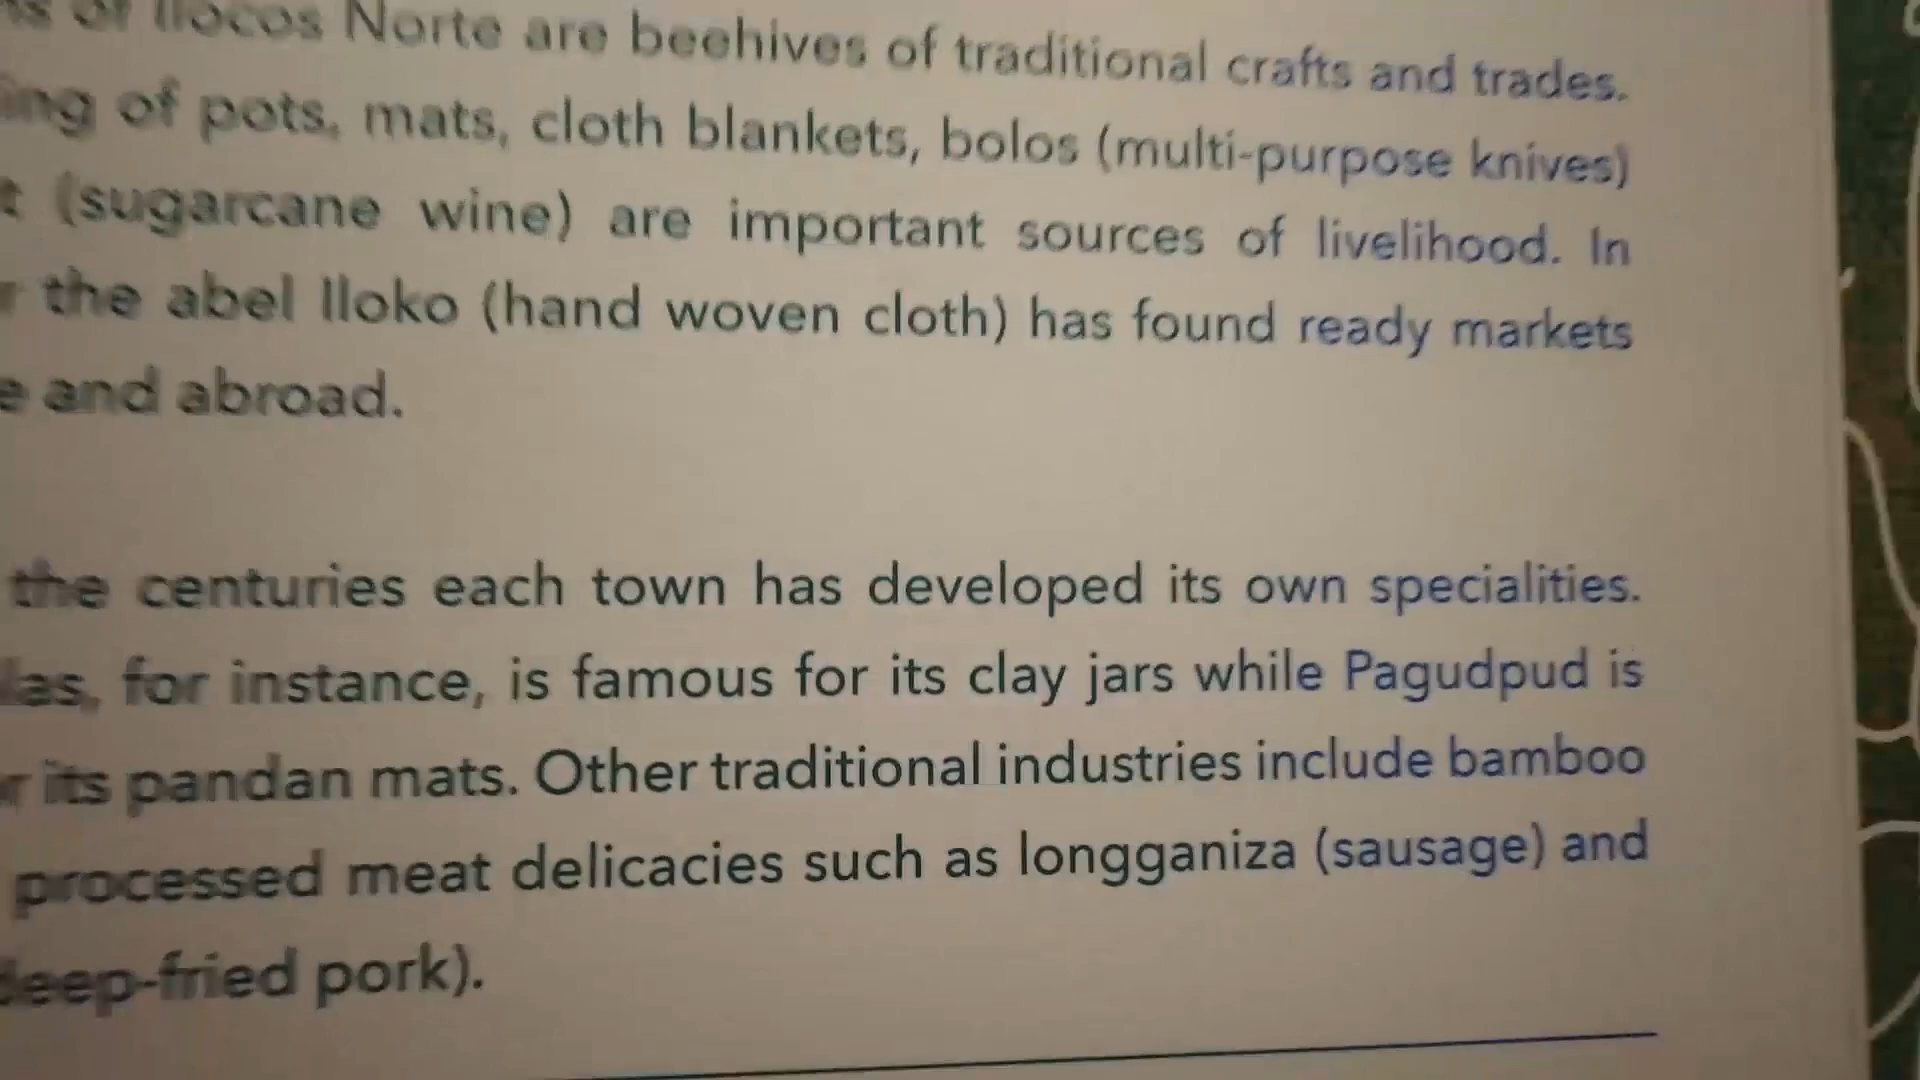 of Ilocos Norte are beehives of traditional crafts and trades.
ing of pots, mats, cloth blankets, bolos (multi-purpose knives)
t (sugarcane wine) are important sources of livelihood. In
r the abel Iloko (hand woven cloth) has found ready markets
e and abroad.
the centuries each town has developed its own specialities.
las, for instance, is famous for its clay jars while Pagudpud is
r its pandan mats. Other traditional industries include bamboo
processed meat delicacies such as longganiza (sausage) and
deep-fried pork).